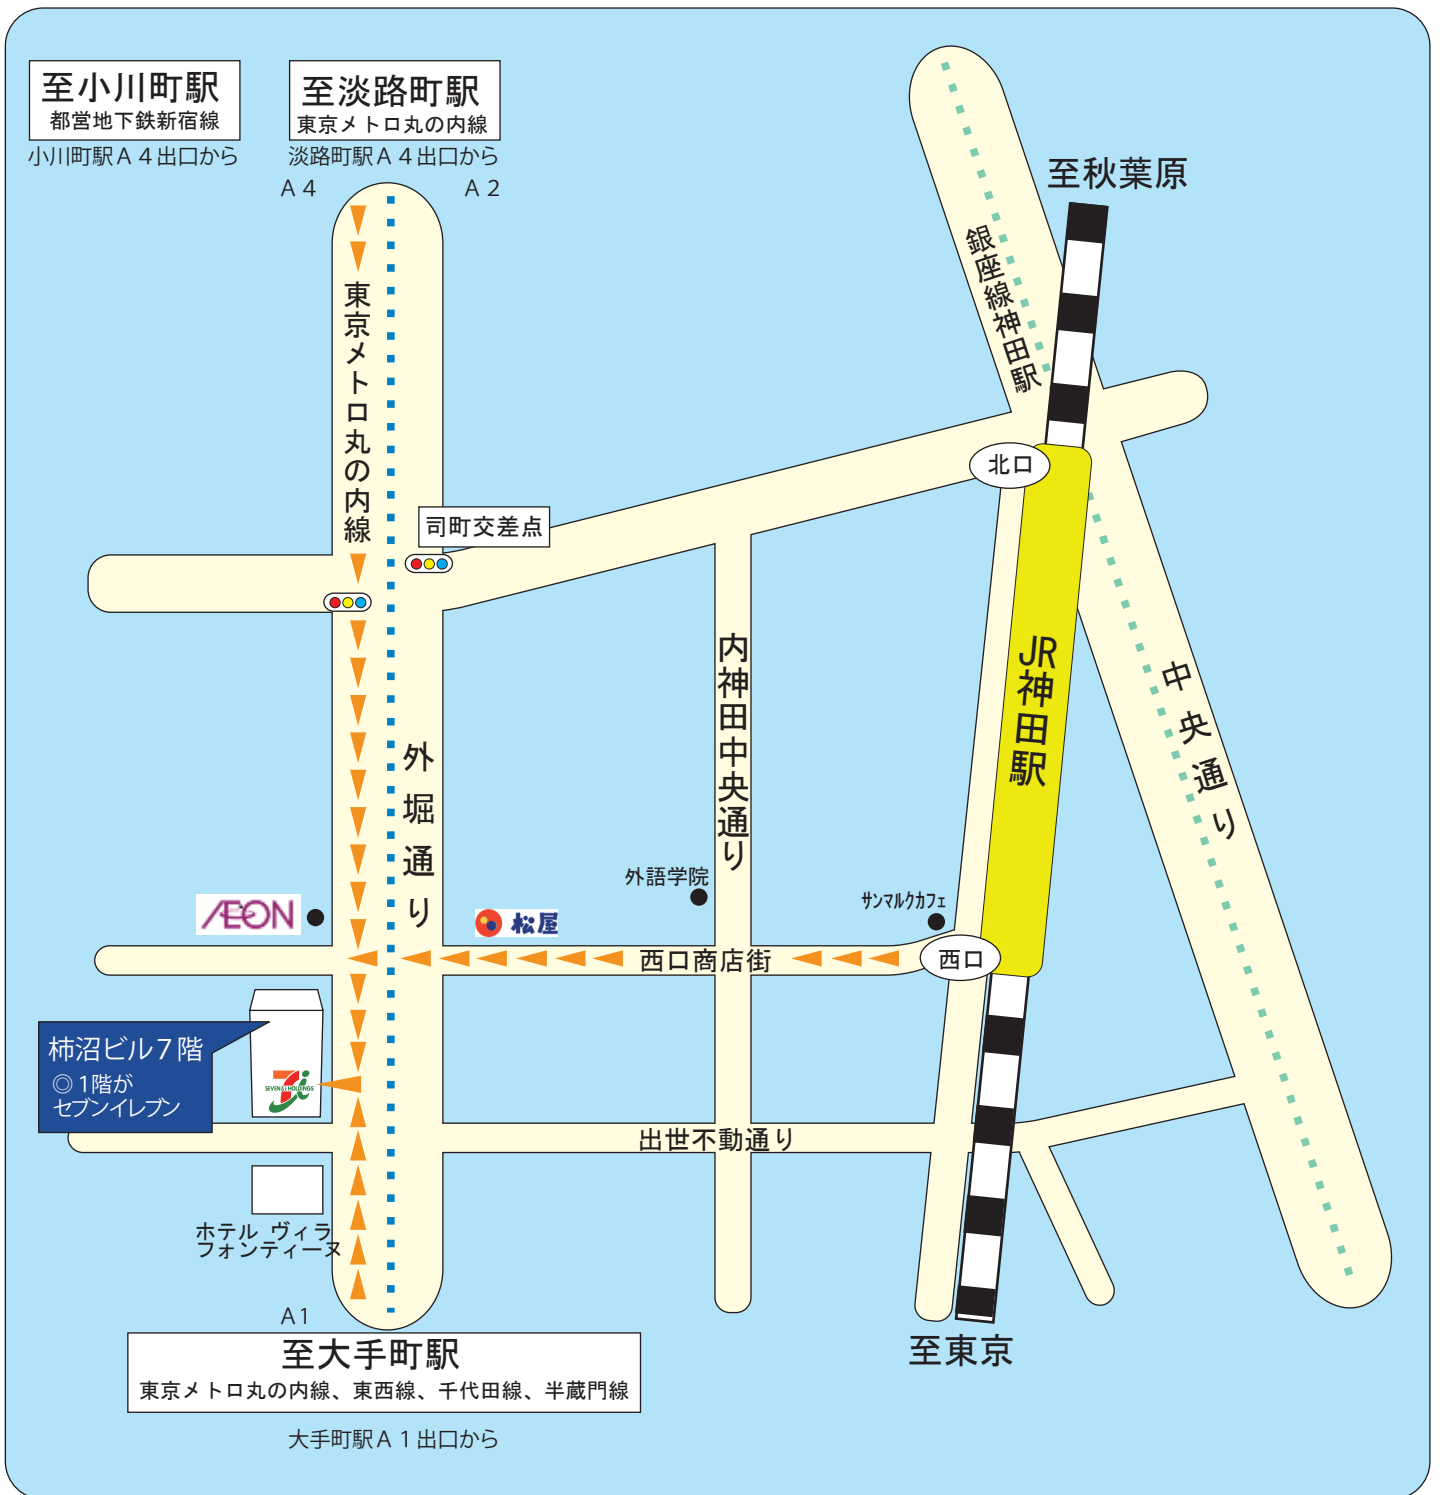 至小川町駅
都営地下鉄新宿線
小川町駅A4出口から
至淡路町駅
東京メトロ丸の内線
淡路町駅A4出口から
A4
A2
至秋葉原
銀座線神田駅
東京メトロ丸の内線
北口
司町交差点
内神田中央通り
JR神田駅
中央通り
外堀通り
外語学院
サンマルクカフェ
ÆON
松屋
西口商店街
西口
柿沼ビル7階
◎1階が
セブンイレブン
SEVEN & i HOLDINGS
出世不動通り
ホテル ヴィラ
フォンティーヌ
A1
至大手町駅
東京メトロ丸の内線、東西線、千代田線、半蔵門線
大手町駅A1出口から
至東京